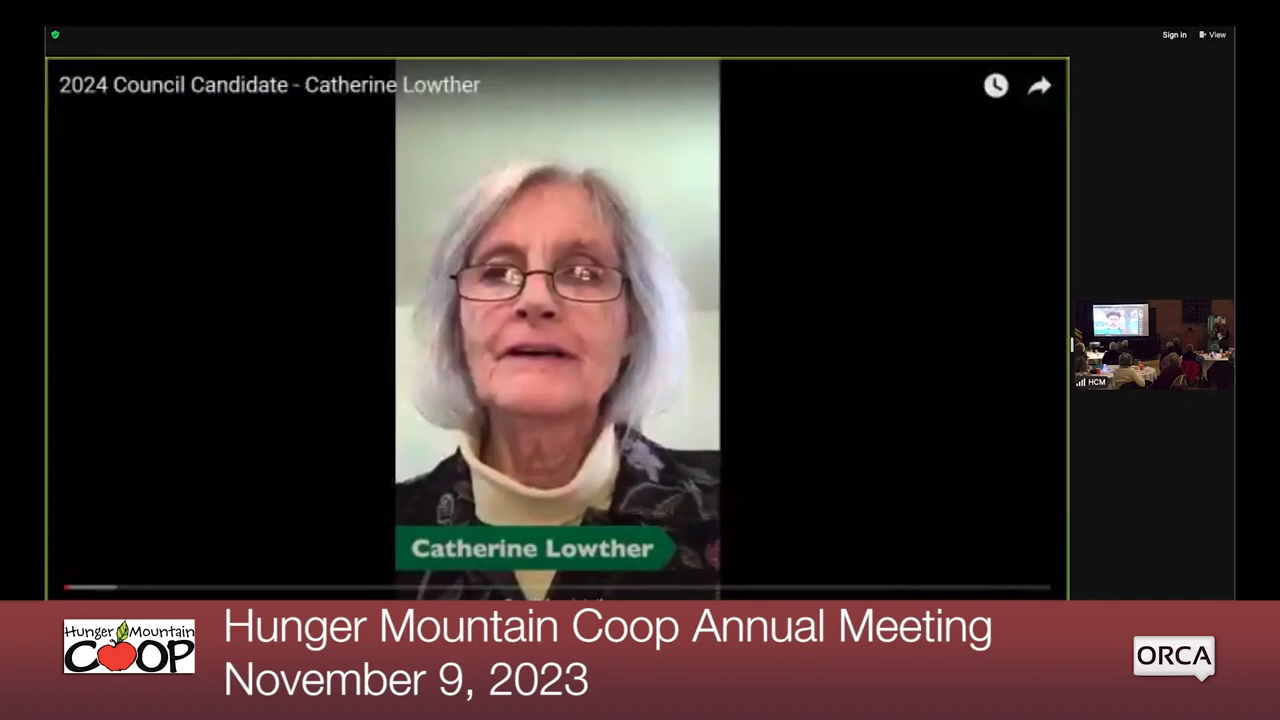 Sign in
View
2024 Council Candidate - Catherine Lowther
HCM
Catherine Lowther
Hunger Mountain
COOP
Hunger Mountain Coop Annual Meeting
November 9, 2023
ORCA